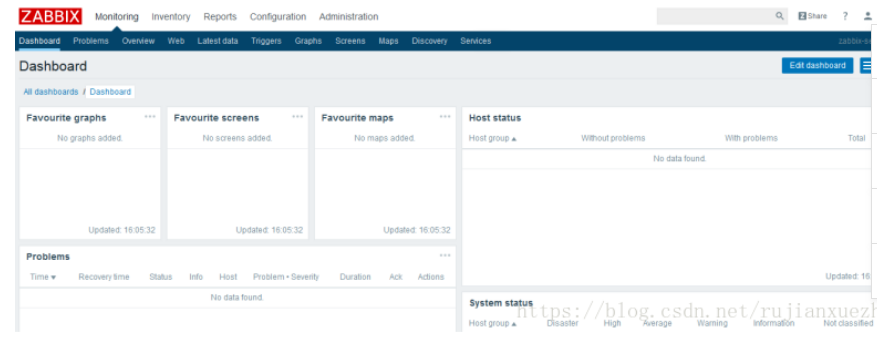 ZABBIX Monitoring Inventory Reports Configuration Administration Share ?
Dashboard Problems Overview Web Latest data Triggers Graphs Screens Maps Discovery Services
Dashboard Edit dashboard
All dashboards / Dashboard
Favourite graphs ... Favourite screens ... Favourite maps ... Host status
No graphs added. No screens added. No maps added. Host group ▲ Without problems With problems Total
No data found.
Updated: 16:05:32 Updated: 16:05:32 Updated: 16:05:32
Problems ...
Time ▼ Recovery time Status Info Host Problem • Severity Duration Ack Actions Updated: 16
No data found.
System status
https://blog.csdn.net/rujianxuezh
Host group ▲ Disaster High Average Warning Information Not classified